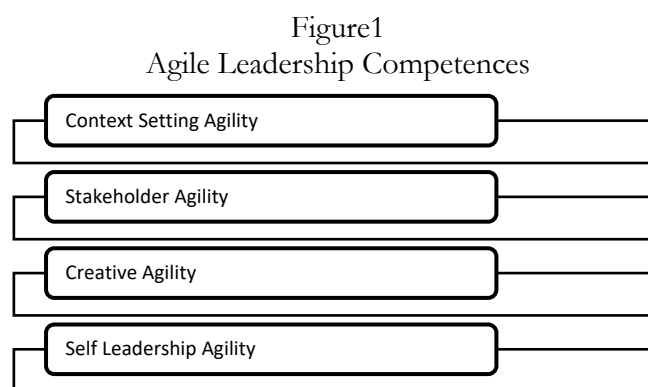 Figure1
Agile Leadership Competences
Context Setting Agility
Stakeholder Agility
Creative Agility
Self Leadership Agility